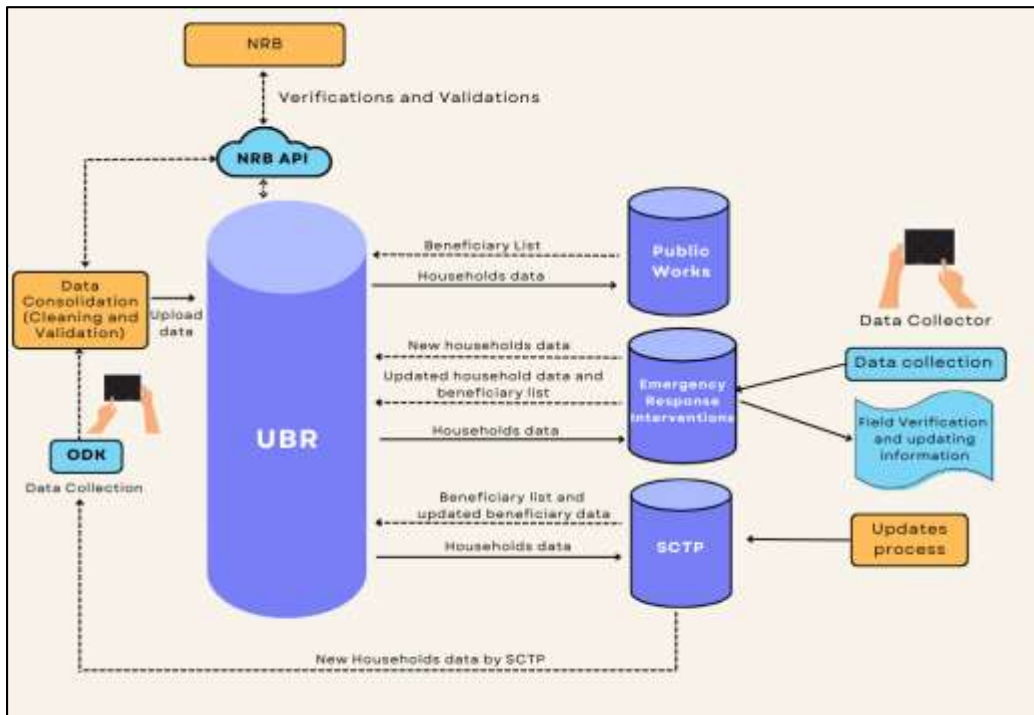 NRB
Verifications and Validations
NRB API
Beneficiary List
Households data
Public
Works
Data
Consolidation
(Cleaning and
Validation)
Upload
data
Data Collector
New households data
Updated household data and
beneficiary list
Households data
Emergency
Response
Interventions
Data collection
Field Verification
and updating
information
UBR
ODK
Data Collection
Beneficiary list and
updated beneficiary data
Households data
SCTP
Updates
process
New Households data by SCTP